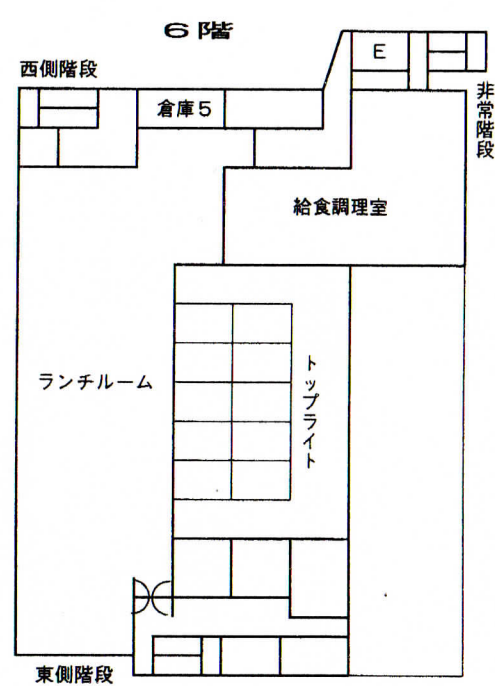 6階
西側階段
E
非常階段
倉庫5
給食調理室
ランチルーム
トップライト
東側階段